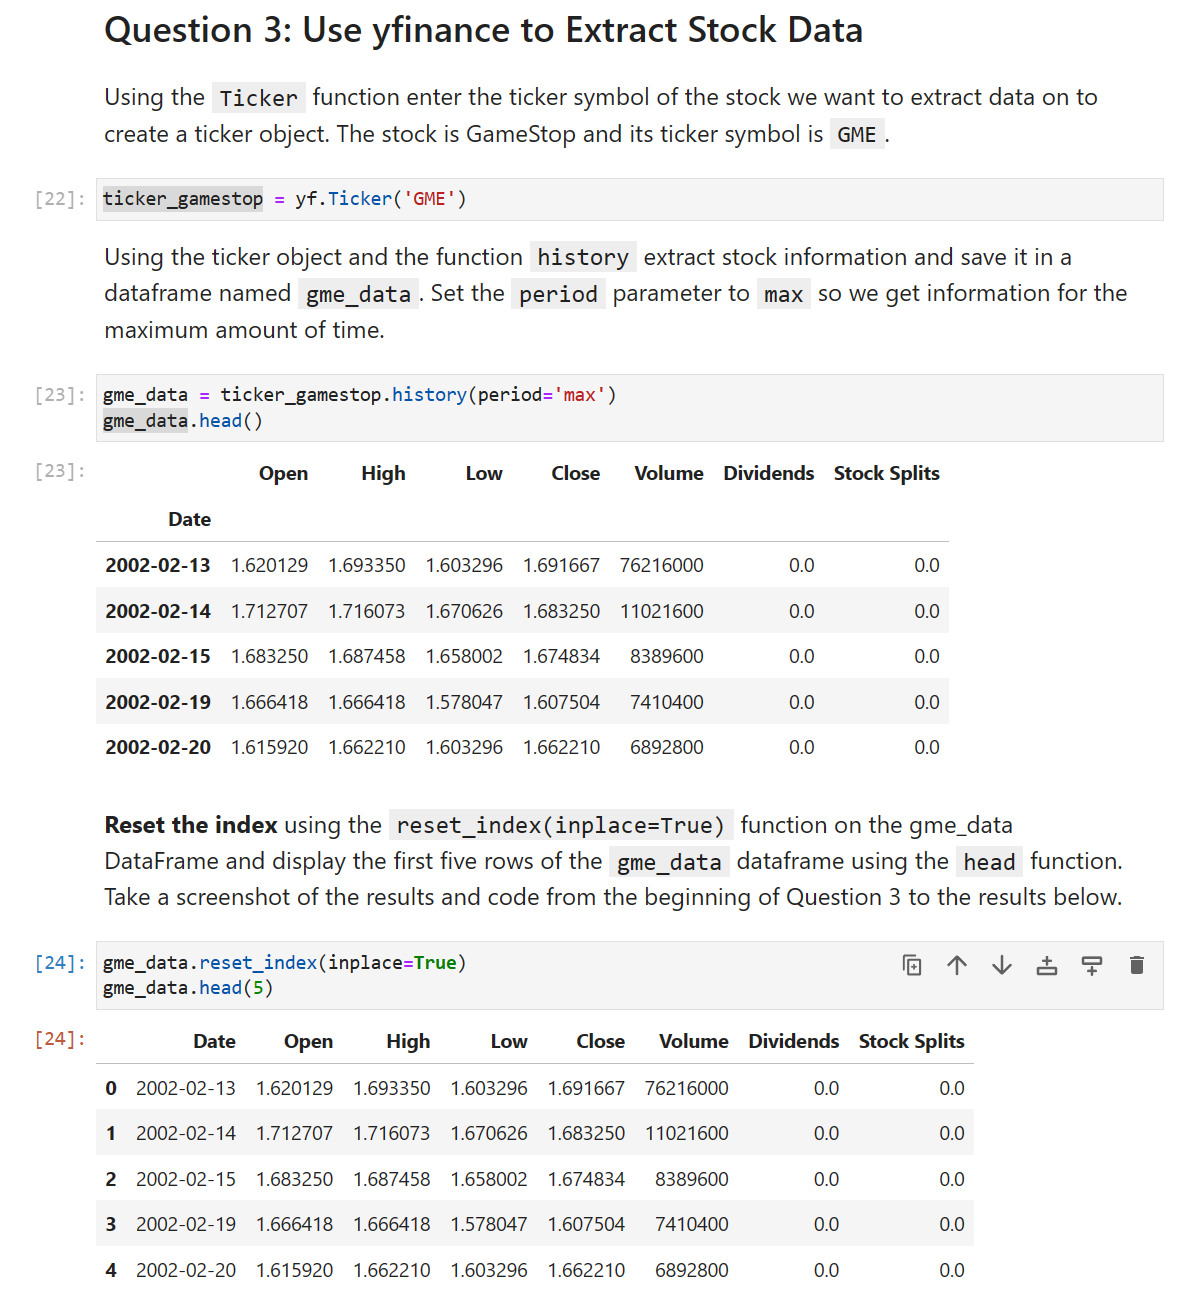 Question 3: Use yfinance to Extract Stock Data
Using the Ticker function enter the ticker symbol of the stock we want to extract data on to
create a ticker object. The stock is GameStop and its ticker symbol is GME.
[22]: ticker_gamestop = yf.Ticker('GME')
Using the ticker object and the function history extract stock information and save it in a
dataframe named gme_data. Set the period parameter to max so we get information for the
maximum amount of time.
[23]: gme_data = ticker_gamestop.history(period='max')
gme_data.head()
[23]: Open High Low Close Volume Dividends Stock Splits
Date
2002-02-13 1.620129 1.693350 1.603296 1.691667 76216000 0.0 0.0
2002-02-14 1.712707 1.716073 1.670626 1.683250 11021600 0.0 0.0
2002-02-15 1.683250 1.687458 1.658002 1.674834 8389600 0.0 0.0
2002-02-19 1.666418 1.666418 1.578047 1.607504 7410400 0.0 0.0
2002-02-20 1.615920 1.662210 1.603296 1.662210 6892800 0.0 0.0
Reset the index using the reset_index(inplace=True) function on the gme_data
DataFrame and display the first five rows of the gme_data dataframe using the head function.
Take a screenshot of the results and code from the beginning of Question 3 to the results below.
[24]: gme_data.reset_index(inplace=True)
gme_data.head(5)
[24]: Date Open High Low Close Volume Dividends Stock Splits
0 2002-02-13 1.620129 1.693350 1.603296 1.691667 76216000 0.0 0.0
1 2002-02-14 1.712707 1.716073 1.670626 1.683250 11021600 0.0 0.0
2 2002-02-15 1.683250 1.687458 1.658002 1.674834 8389600 0.0 0.0
3 2002-02-19 1.666418 1.666418 1.578047 1.607504 7410400 0.0 0.0
4 2002-02-20 1.615920 1.662210 1.603296 1.662210 6892800 0.0 0.0